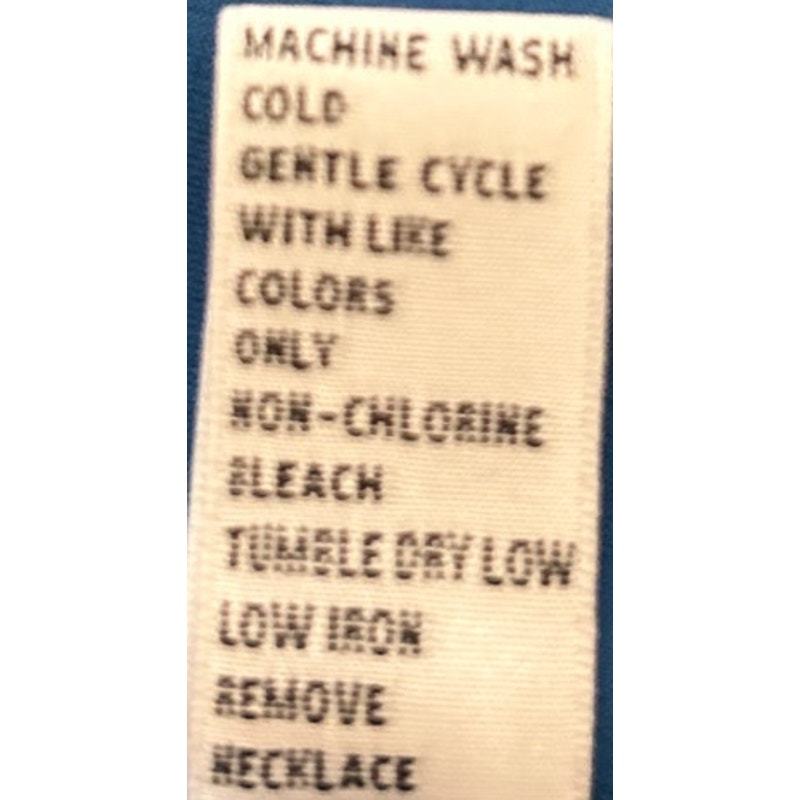 MACHINE WASH
COLD
GENTLE CYCLE
WITH LIKE
COLORS
ONLY
NON-CHLORINE
BLEACH
TUMBLE DRY LOW
LOW IRON
REMOVE
NECKLACE